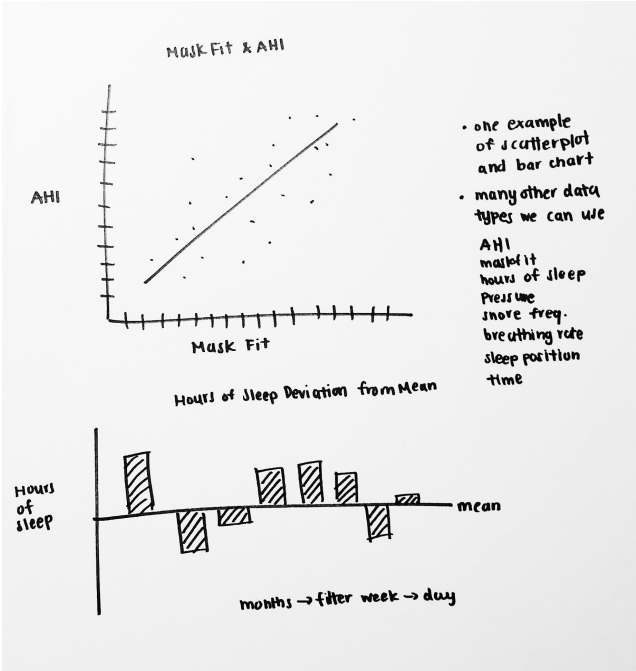 Mask Fit & AHI
AHI
Mask Fit
• one example
of scatterplot
and bar chart
• many other data
types we can use
AHI
maskfit
hours of sleep
Pressure
snore freq.
breathing rate
sleep position
time
Hours of Sleep Deviation from Mean
Hours
of
sleep
mean
months → filter week → day